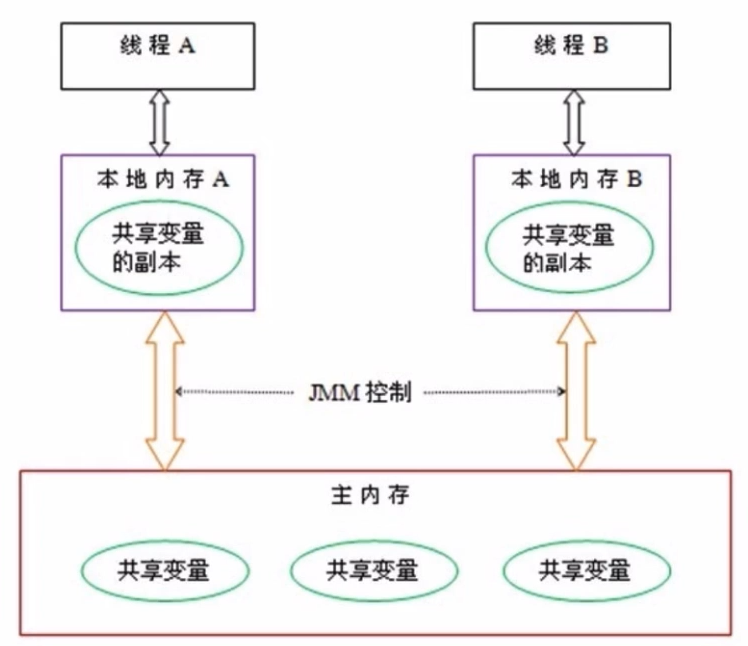 线程 A
线程 B
本地内存 A
本地内存 B
共享变量
的副本
共享变量
的副本
JMM 控制
主内存
共享变量
共享变量
共享变量